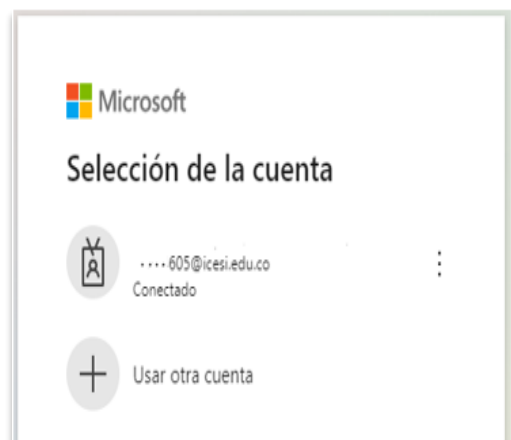 Microsoft
Selección de la cuenta
····605@icesi.edu.co
Conectado
Usar otra cuenta